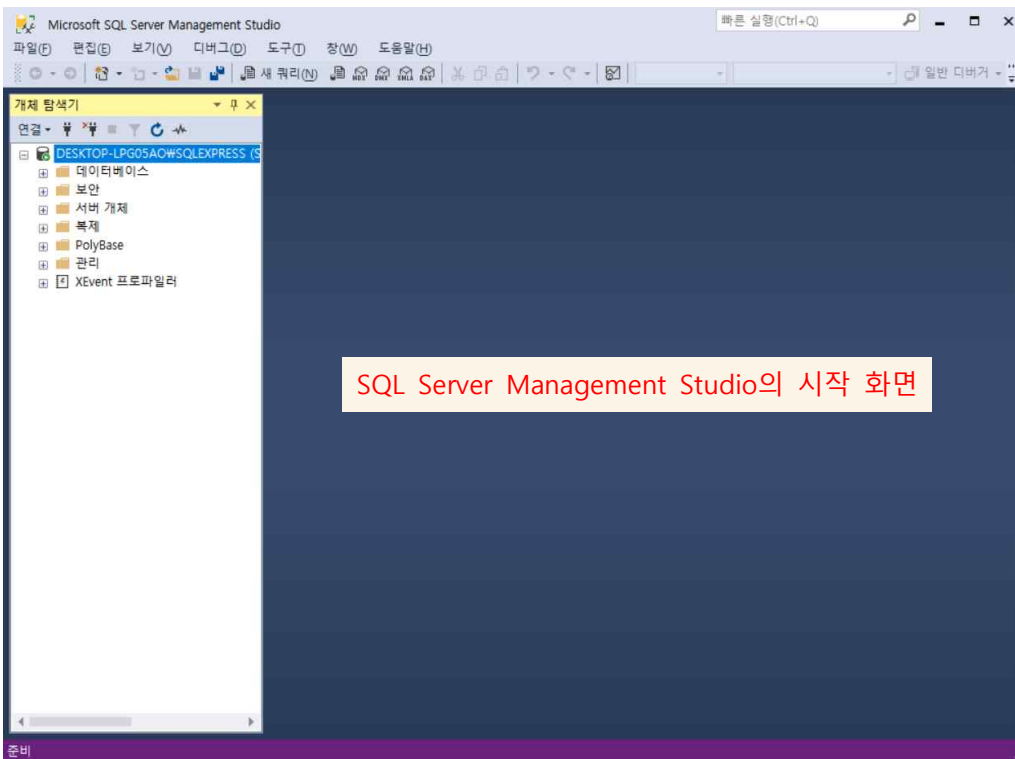 Microsoft SQL Server Management Studio
빠른 실행(Ctrl+Q)
파일(F) 편집(E) 보기(V) 디버그(D) 도구(T) 창(W) 도움말(H)
새 쿼리(N) MDX DMX XMLA DAX 일반 디버거
개체 탐색기
연결
DESKTOP-LPG05AO₩SQLEXPRESS (S
데이터베이스
보안
서버 개체
복제
PolyBase
관리
XEvent 프로파일러
SQL Server Management Studio의 시작 화면
준비